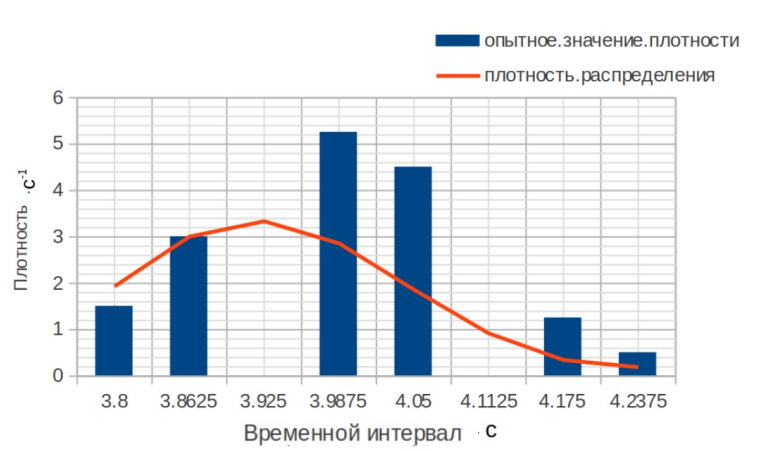 опытное.значение.плотности
плотность.распределения
6
5
4
3
2
1
0
Плотность ·с⁻¹
3.8 3.8625 3.925 3.9875 4.05 4.1125 4.175 4.2375
Временной интервал · с